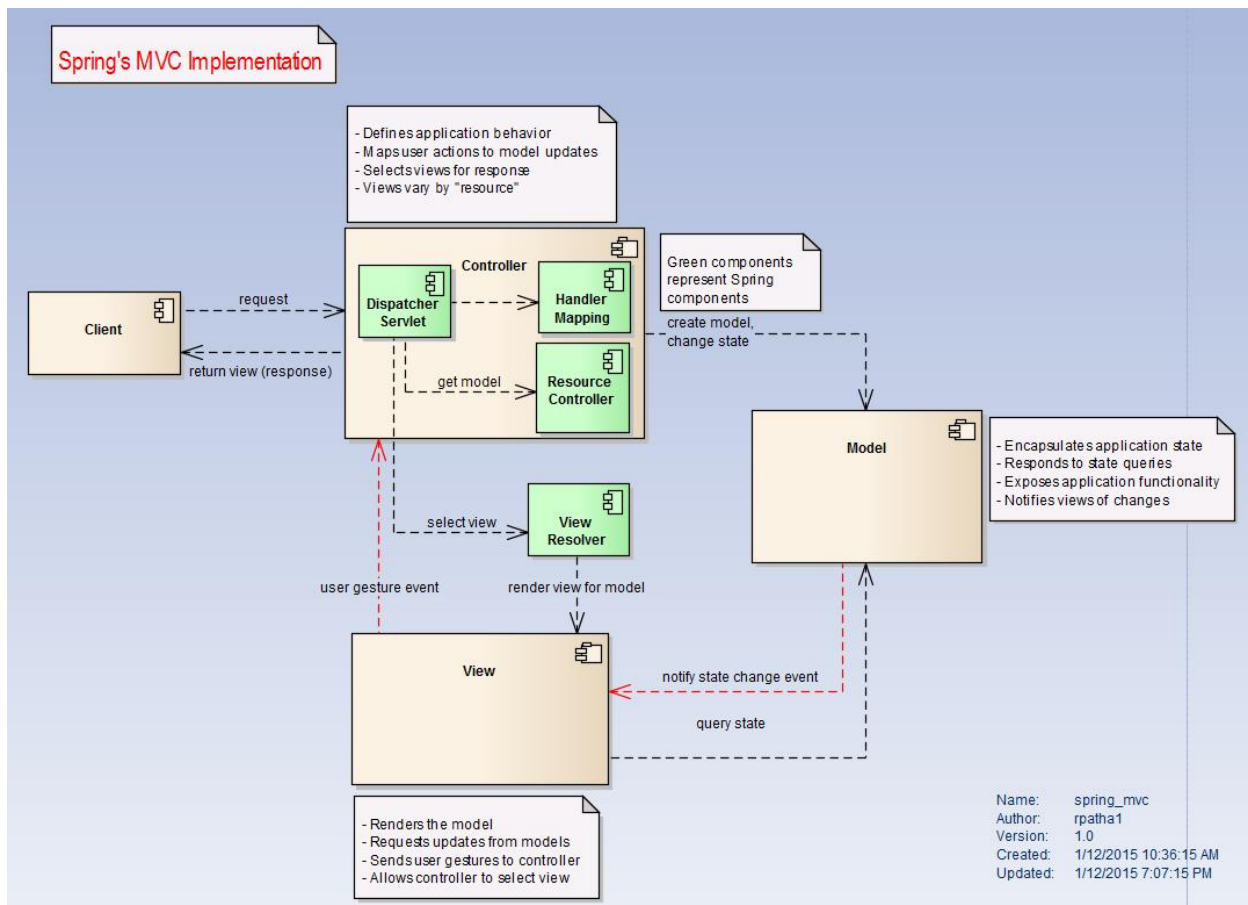 Spring's MVC Implementation
- Defines application behavior
- Maps user actions to model updates
- Selects views for response
- Views vary by "resource"
Controller
Green components
represent Spring
components
Dispatcher
Servlet
Handler
Mapping
Client
request
return view (response)
create model,
change state
get model
Resource
Controller
Model
- Encapsulates application state
- Responds to state queries
- Exposes application functionality
- Notifies views of changes
select view
View
Resolver
user gesture event
render view for model
View
notify state change event
query state
- Renders the model
- Requests updates from models
- Sends user gestures to controller
- Allows controller to select view
Name: spring_mvc
Author: rpatha1
Version: 1.0
Created: 1/12/2015 10:36:15 AM
Updated: 1/12/2015 7:07:15 PM